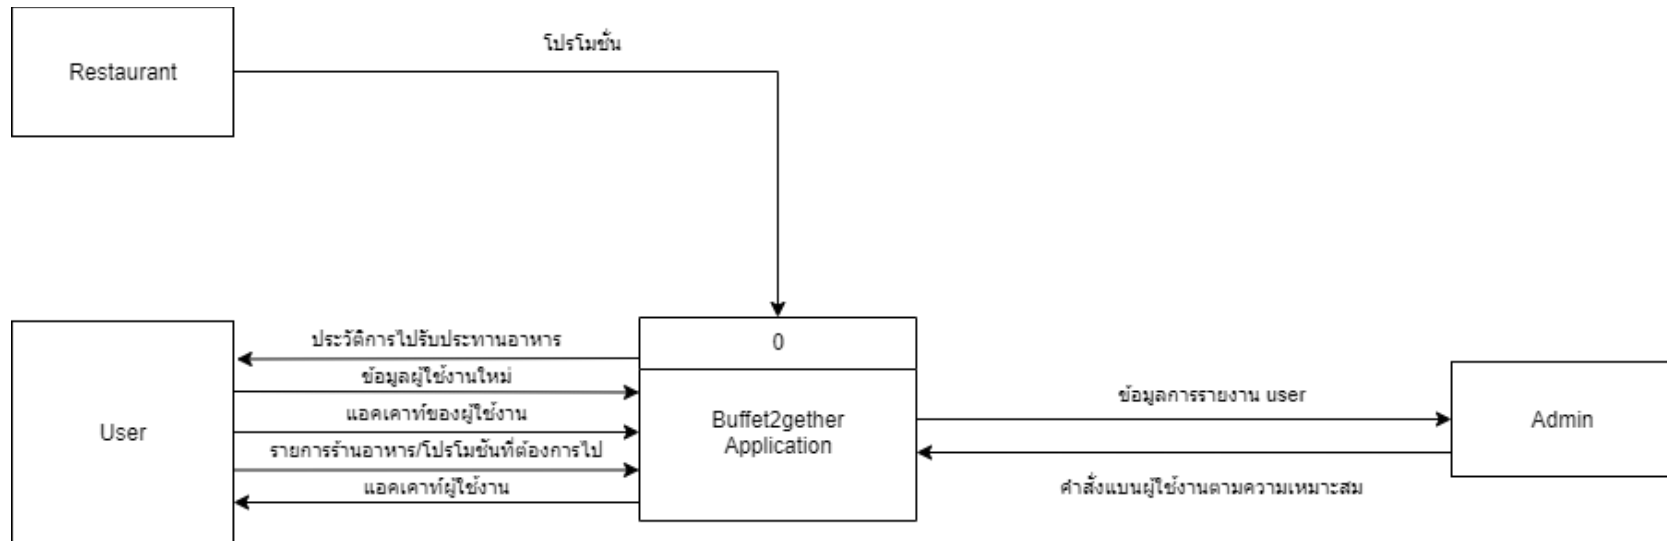 โปรโมชั่น
Restaurant
ประวัติการไปรับประทานอาหาร
ข้อมูลผู้ใช้งานใหม่
แอคเคาท์ของผู้ใช้งาน
รายการร้านอาหาร/โปรโมชั่นที่ต้องการไป
แอคเคาท์ผู้ใช้งาน
User
0
Buffet2gether
Application
ข้อมูลการรายงาน user
คำสั่งแบนผู้ใช้งานตามความเหมาะสม
Admin